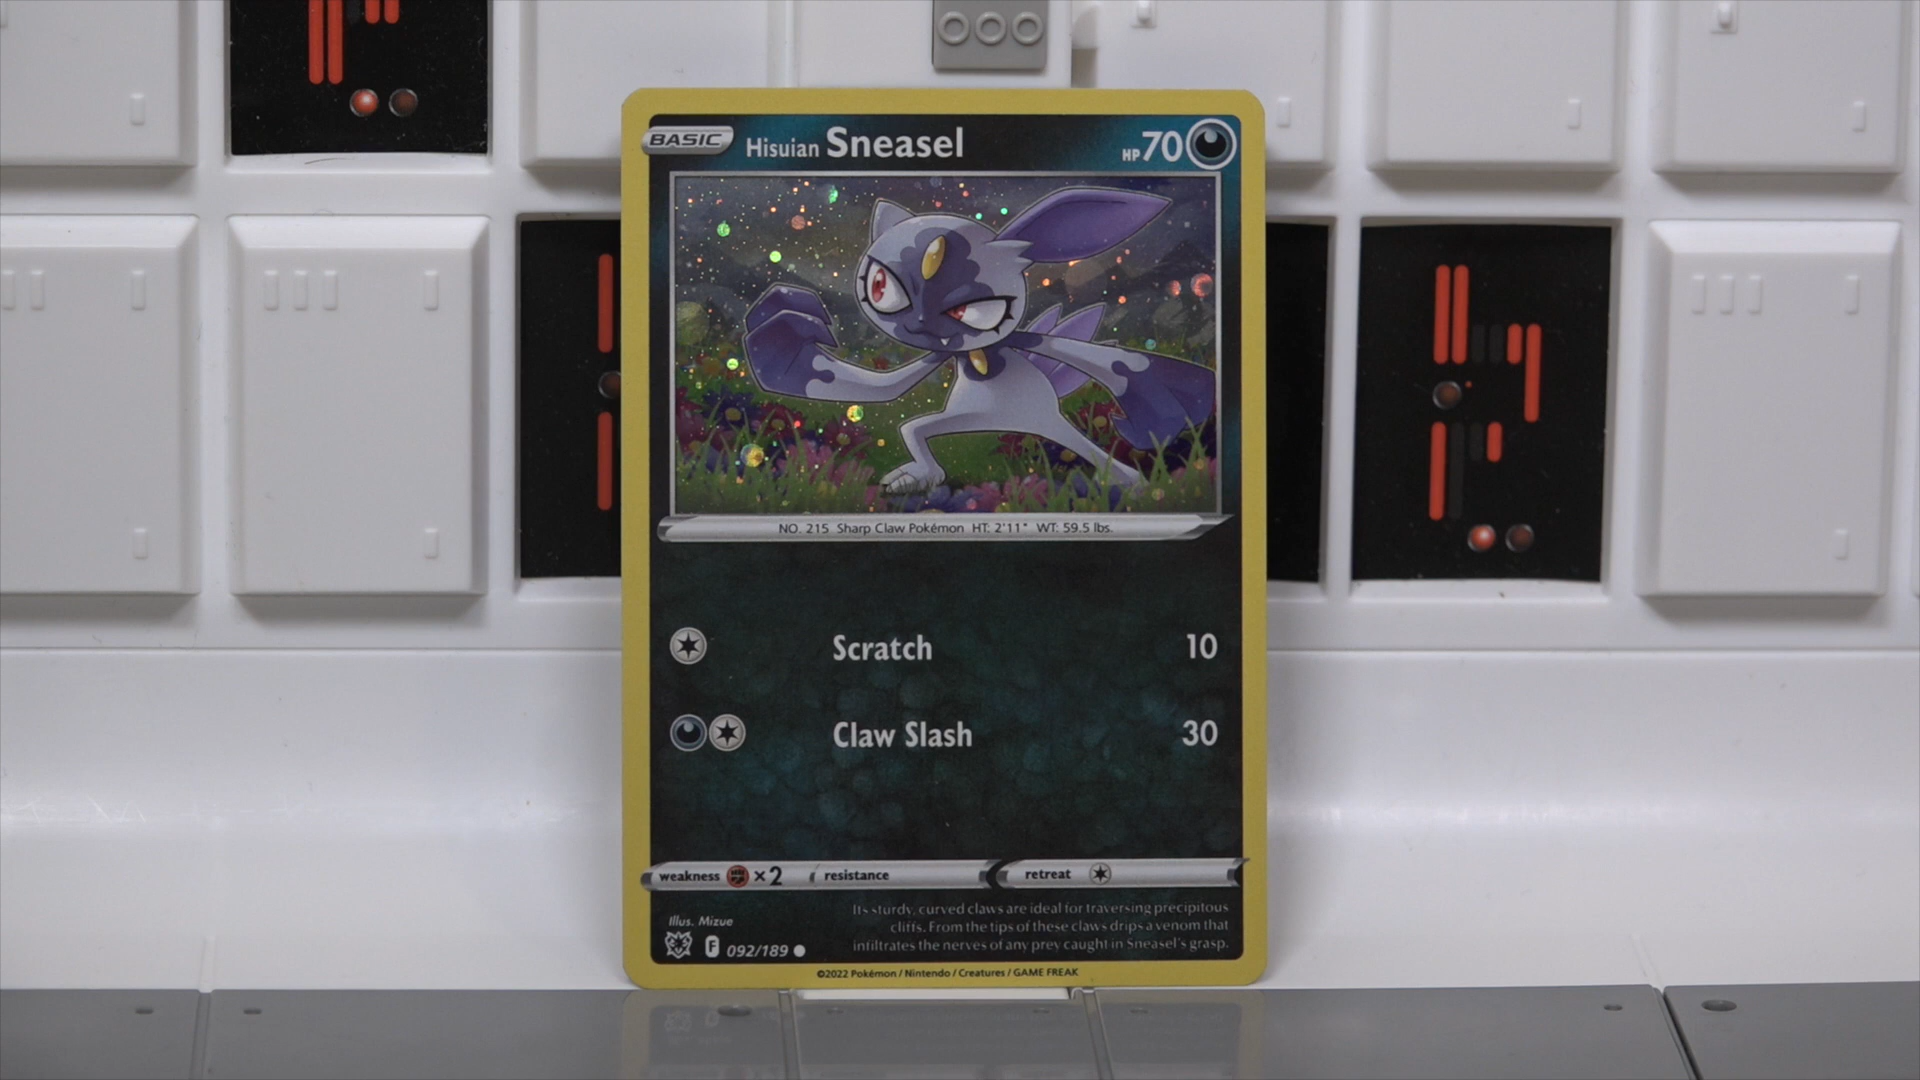 BASIC Hisuian Sneasel HP 70
NO. 215 Sharp Claw Pokémon HT: 2'11" WT: 59.5 lbs.
Scratch 10
Claw Slash 30
weakness ×2 resistance retreat
Illus. Mizue
Its sturdy, curved claws are ideal for traversing precipitous
cliffs. From the tips of these claws drips a venom that
infiltrates the nerves of any prey caught in Sneasel's grasp.
F 092/189
©2022 Pokémon / Nintendo / Creatures / GAME FREAK